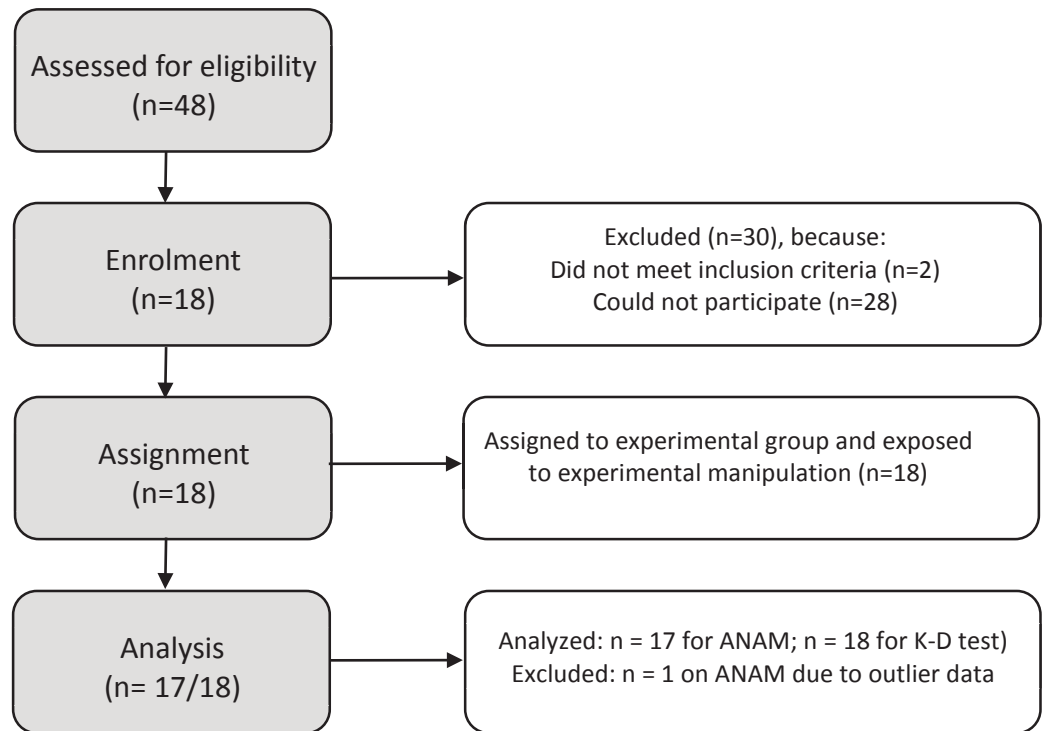 Assessed for eligibility
(n=48)
Enrolment
(n=18)
Excluded (n=30), because:
Did not meet inclusion criteria (n=2)
Could not participate (n=28)
Assignment
(n=18)
Assigned to experimental group and exposed
to experimental manipulation (n=18)
Analysis
(n= 17/18)
Analyzed: n = 17 for ANAM; n = 18 for K-D test)
Excluded: n = 1 on ANAM due to outlier data